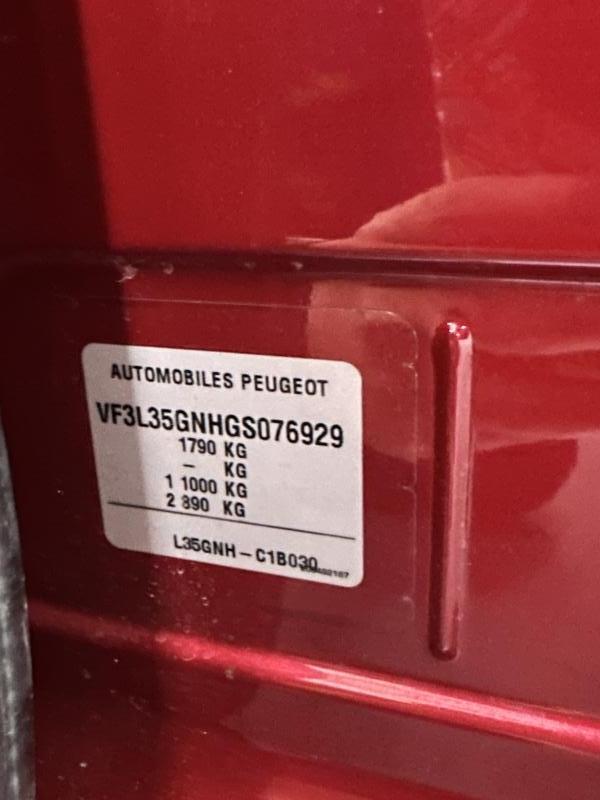 AUTOMOBILES PEUGEOT
VF3L35GNHGS076929
1790 KG
– KG
1 1000 KG
2 890 KG
L35GNH – C1B030